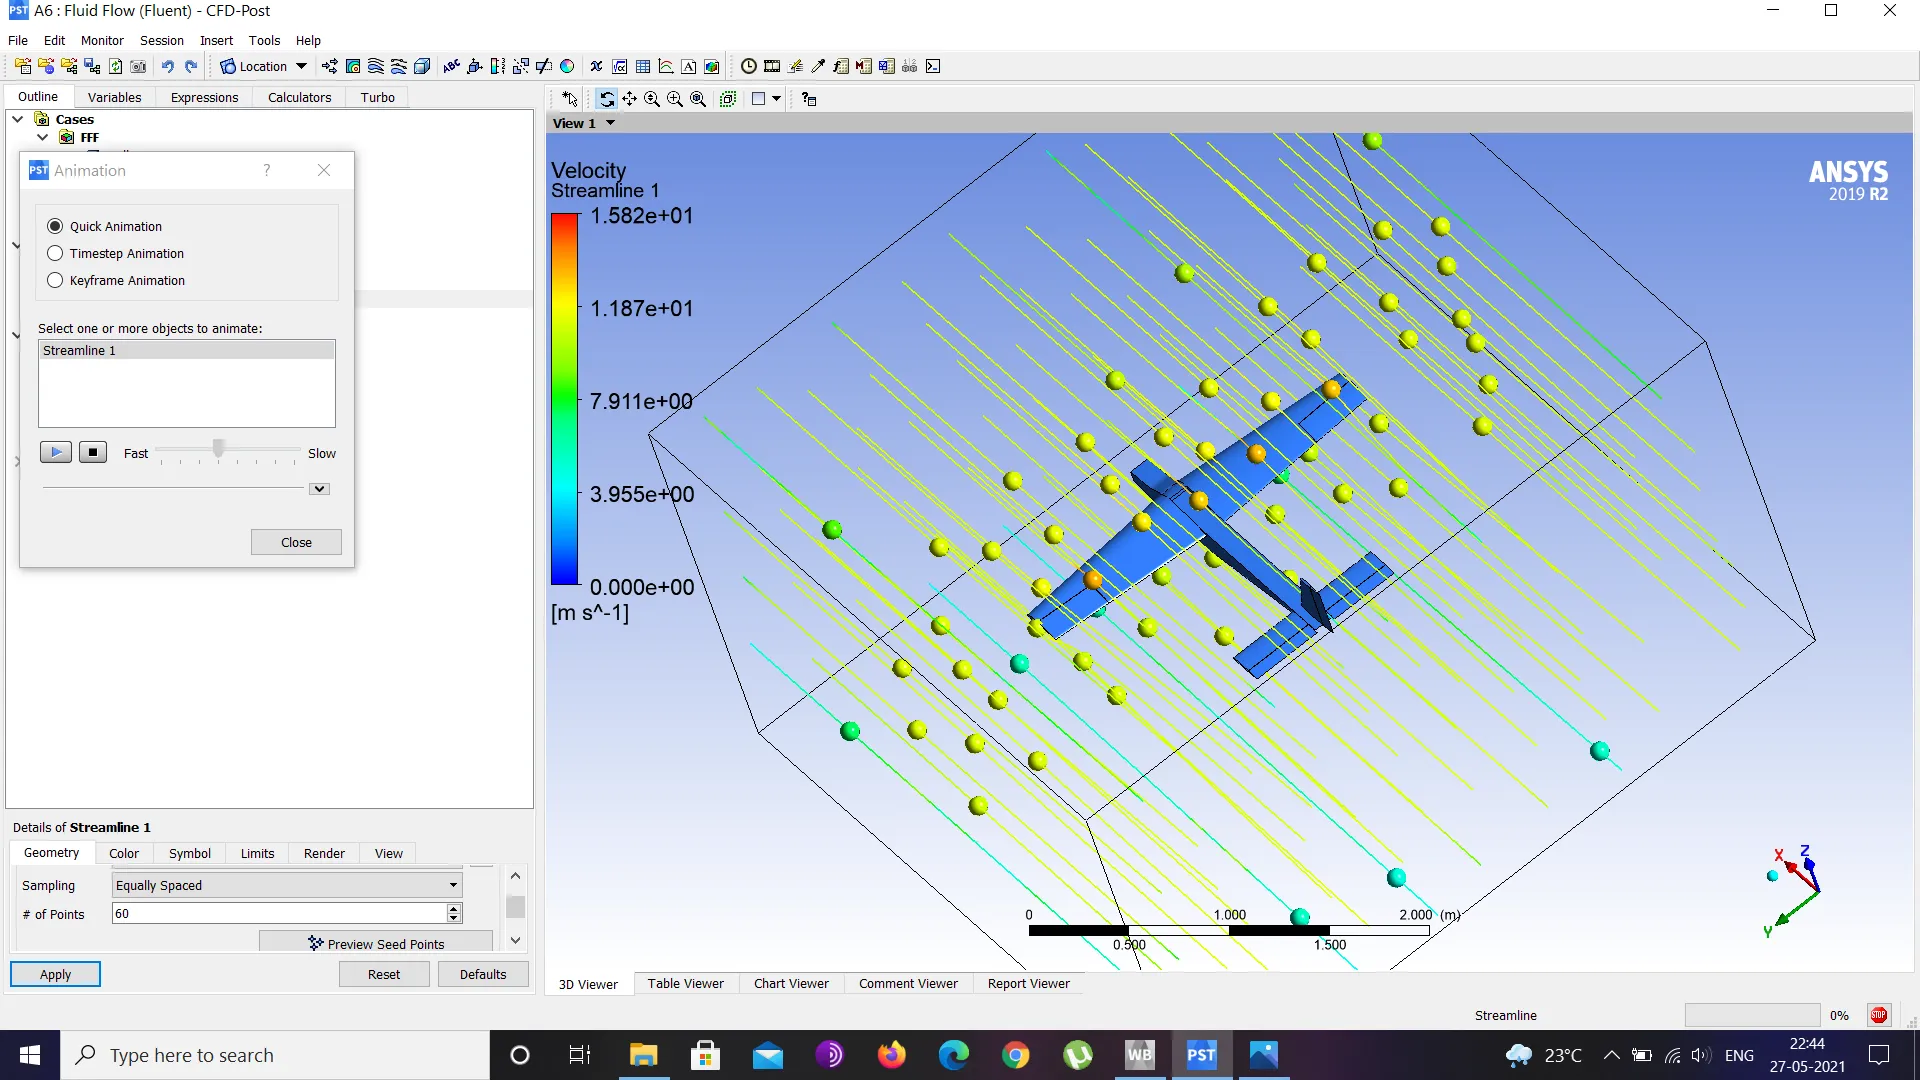 PST A6 : Fluid Flow (Fluent) - CFD-Post
File Edit Monitor Session Insert Tools Help
Location
Outline Variables Expressions Calculators Turbo
Cases
FFF
PST Animation ?
Quick Animation
Timestep Animation
Keyframe Animation
Select one or more objects to animate:
Streamline 1
Fast Slow
Close
Details of Streamline 1
Geometry Color Symbol Limits Render View
Sampling Equally Spaced
# of Points 60
Preview Seed Points
Apply Reset Defaults
View 1
Velocity
Streamline 1
1.582e+01
1.187e+01
7.911e+00
3.955e+00
0.000e+00
[m s^-1]
ANSYS
2019 R2
X Z
Y
0 1.000 2.000 (m)
0.500 1.500
3D Viewer Table Viewer Chart Viewer Comment Viewer Report Viewer
Streamline 0% STOP
Type here to search
WB PST
23°C ENG
22:44
27-05-2021